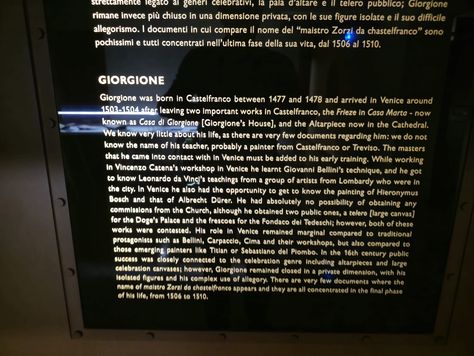 strettamente legato ai generi celebrativi, la pala d'altare e il telero pubblico; Giorgione
rimane invece più chiuso in una dimensione privata, con le sue figure isolate e il suo difficile
allegorismo. I documenti in cui compare il nome del "maistro Zorzi da chastelfranco" sono
pochissimi e tutti concentrati nell'ultima fase della sua vita, dal 1506 al 1510.
GIORGIONE
Giorgione was born in Castelfranco between 1477 and 1478 and arrived in Venice around
1503-1504 after leaving two important works in Castelfranco, the Frieze in Casa Marta - now
known as Casa di Giorgione [Giorgione's House], and the Altarpiece now in the Cathedral.
We know very little about his life, as there are very few documents regarding him: we do not
know the name of his teacher, probably a painter from Castelfranco or Treviso. The masters
that he came into contact with in Venice must be added to his early training. While working
in Vincenzo Catena's workshop in Venice he learnt Giovanni Bellini's technique, and he got
to know Leonardo da Vinci's teachings from a group of artists from Lombardy who were in
the city. In Venice he also had the opportunity to get to know the painting of Hieronymus
Bosch and that of Albrecht Dürer. He had absolutely no possibility of obtaining any
commissions from the Church, although he obtained two public ones, a telero [large canvas]
for the Doge's Palace and the frescoes for the Fondaco dei Tedeschi; however, both of these
works were contested. His role in Venice remained marginal compared to traditional
protagonists such as Bellini, Carpaccio, Cima and their workshops, but also compared to
those emerging painters like Titian or Sebastiano del Piombo. In the 16th century public
success was closely connected to the celebration genre including altarpieces and large
celebration canvases; however, Giorgione remained closed in a private dimension, with his
isolated figures and his complex use of allegory. There are very few documents where the
name of maistro Zorzi da chastelfranco appears and they are all concentrated in the final phase
of his life, from 1506 to 1510.